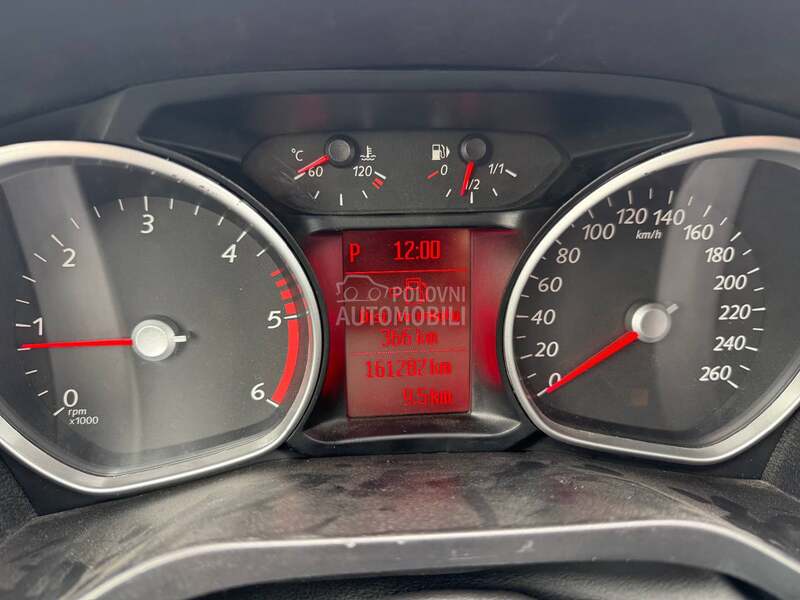 °C
60 120
0 1/2 1/1
P 12:00
POLOVNI
AUTOMOBILI
366 km
161282 km
9.5 km
0 1 2 3 4 5 6
rpm
x1000
0 20 40 60 80 100 120 140 160 180 200 220 240 260
km/h